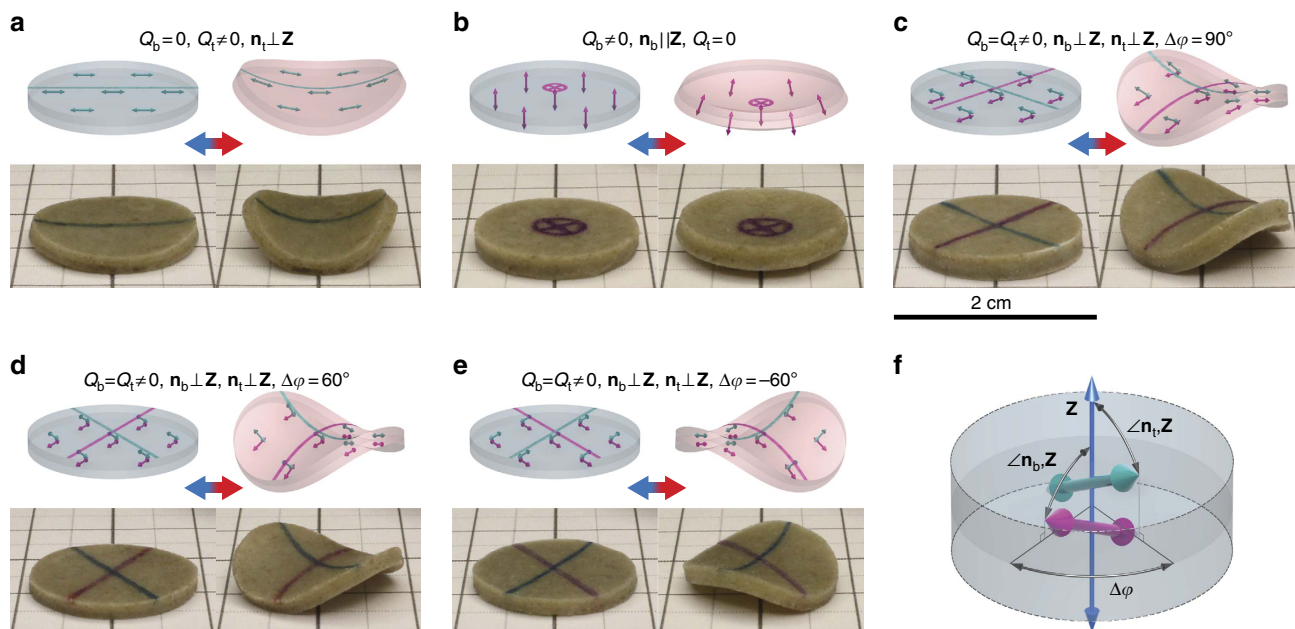 a
Q_b=0, Q_t≠0, n_t⊥Z
b
Q_b≠0, n_b||Z, Q_t=0
c
Q_b=Q_t≠0, n_b⊥Z, n_t⊥Z, Δφ=90°
2 cm
d
Q_b=Q_t≠0, n_b⊥Z, n_t⊥Z, Δφ=60°
e
Q_b=Q_t≠0, n_b⊥Z, n_t⊥Z, Δφ=−60°
f
Z
∠n_t,Z
∠n_b,Z
Δφ